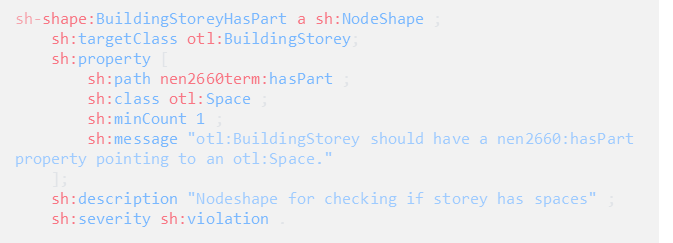 sh-shape:BuildingStoreyHasPart a sh:NodeShape ;
sh:targetClass otl:BuildingStorey;
sh:property [
sh:path nen2660term:hasPart ;
sh:class otl:Space ;
sh:minCount 1 ;
sh:message "otl:BuildingStorey should have a nen2660:hasPart
property pointing to an otl:Space."
];
sh:description "Nodeshape for checking if storey has spaces" ;
sh:severity sh:violation .